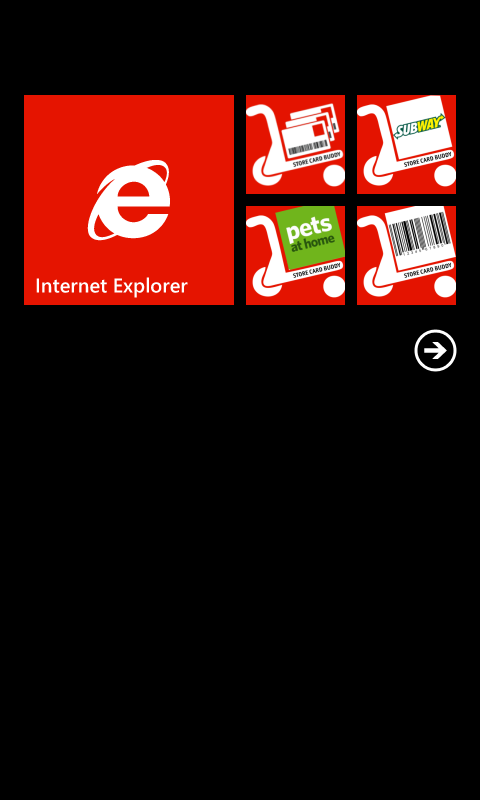 Internet Explorer
STORE CARD BUDDY
SUBWAY
STORE CARD BUDDY
pets
at home
STORE CARD BUDDY
STORE CARD BUDDY